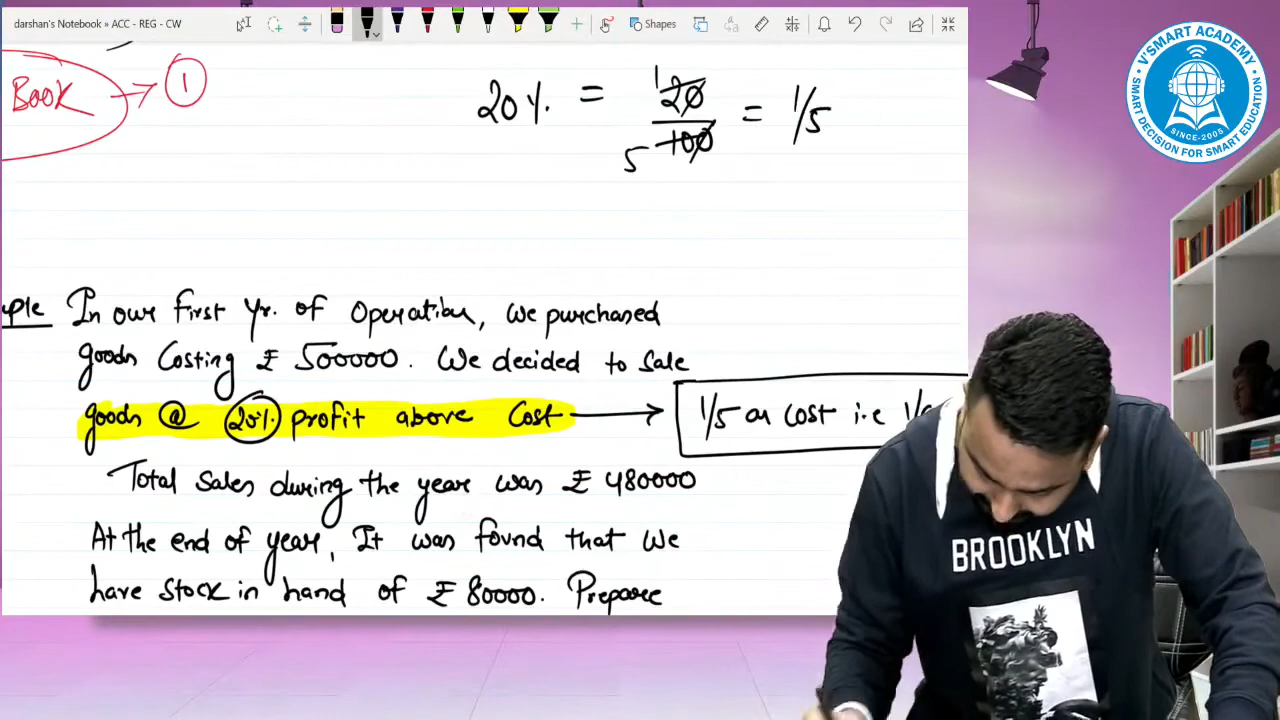 darshan's Notebook » ACC - REG - CW
Shapes
V'SMART ACADEMY
SINCE-2005
SMART DECISION FOR SMART EDUCATION
BOOK → 1
20% = 1 20/100 5 = 1/5
In our first Yr. of Operation, We purchased
goods Costing ₹ 500000. We decided to sale
goods @ 20% profit above Cost → 1/5 on cost i.e
Total sales during the year was ₹ 480000
At the end of year, It was found that We
have stock in hand of ₹ 80000. Prepare
BROOKLYN